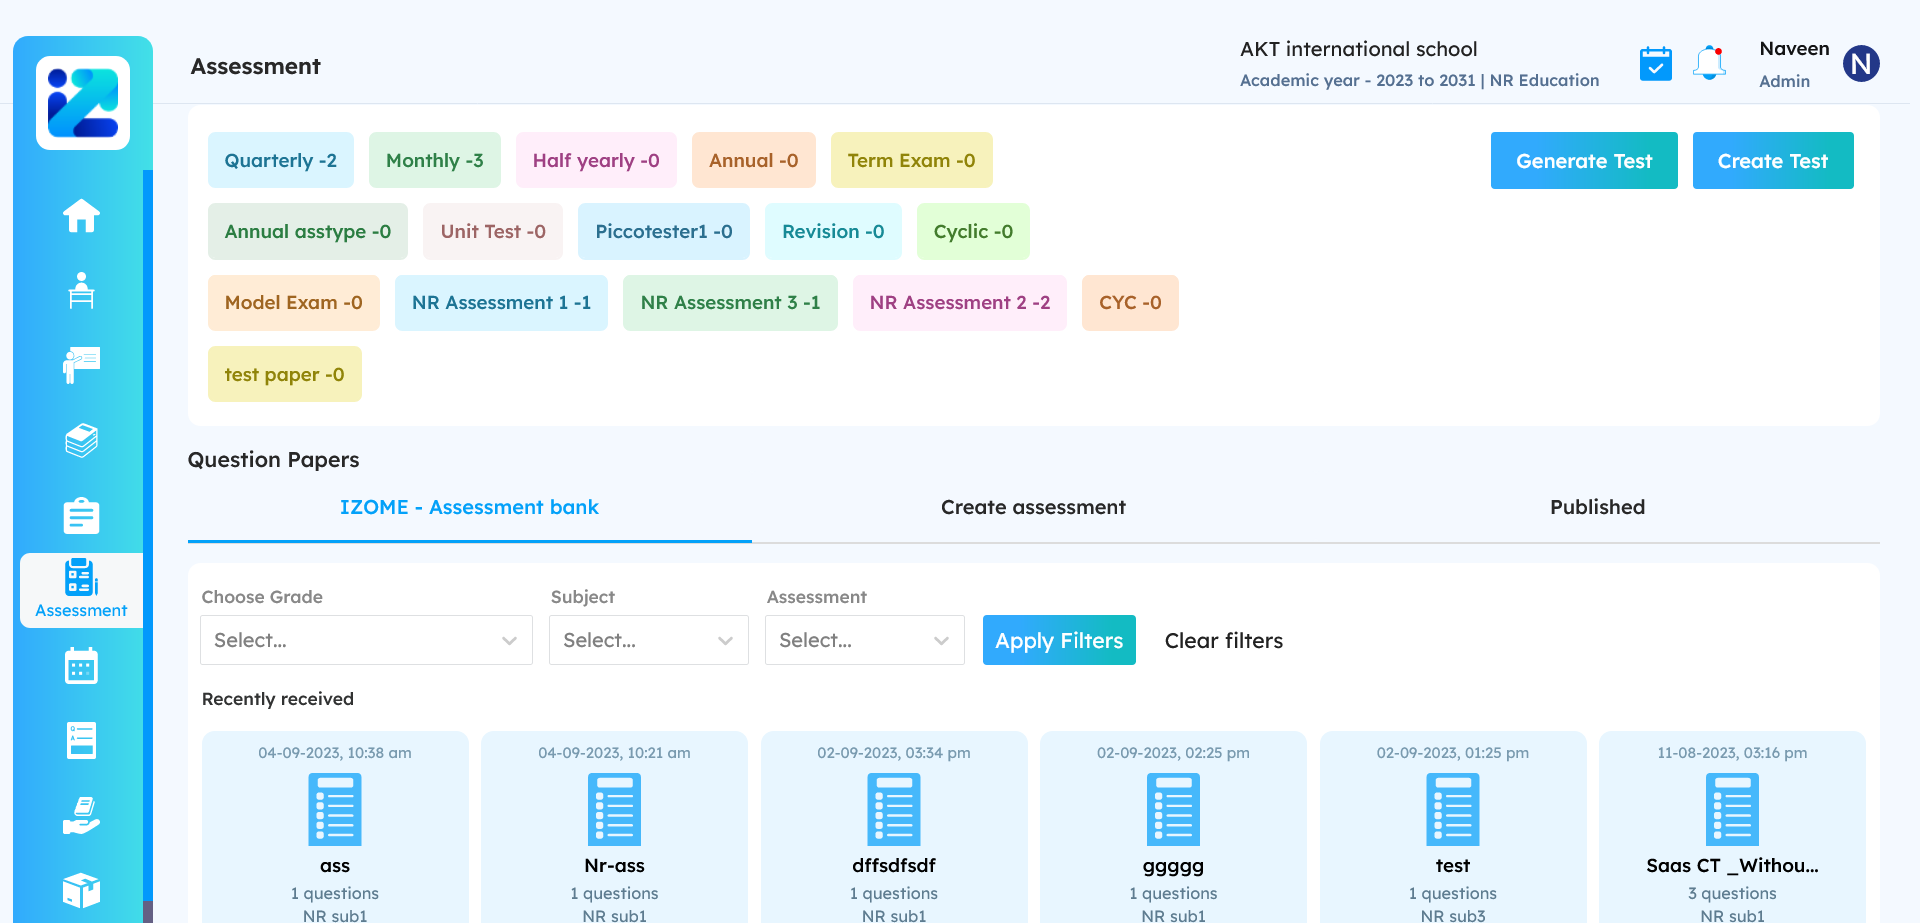 Assessment
AKT international school
Academic year - 2023 to 2031 | NR Education
Naveen
Admin
N
Quarterly -2
Monthly -3
Half yearly -0
Annual -0
Term Exam -0
Generate Test
Create Test
Annual asstype -0
Unit Test -0
Piccotester1 -0
Revision -0
Cyclic -0
Model Exam -0
NR Assessment 1 -1
NR Assessment 3 -1
NR Assessment 2 -2
CYC -0
test paper -0
Question Papers
IZOME - Assessment bank
Create assessment
Published
Assessment
Choose Grade
Subject
Assessment
Select...
Select...
Select...
Apply Filters
Clear filters
Recently received
04-09-2023, 10:38 am
ass
1 questions
NR sub1
04-09-2023, 10:21 am
Nr-ass
1 questions
NR sub1
02-09-2023, 03:34 pm
dffsdfsdf
1 questions
NR sub1
02-09-2023, 02:25 pm
ggggg
1 questions
NR sub1
02-09-2023, 01:25 pm
test
1 questions
NR sub3
11-08-2023, 03:16 pm
Saas CT _Withou...
3 questions
NR sub1